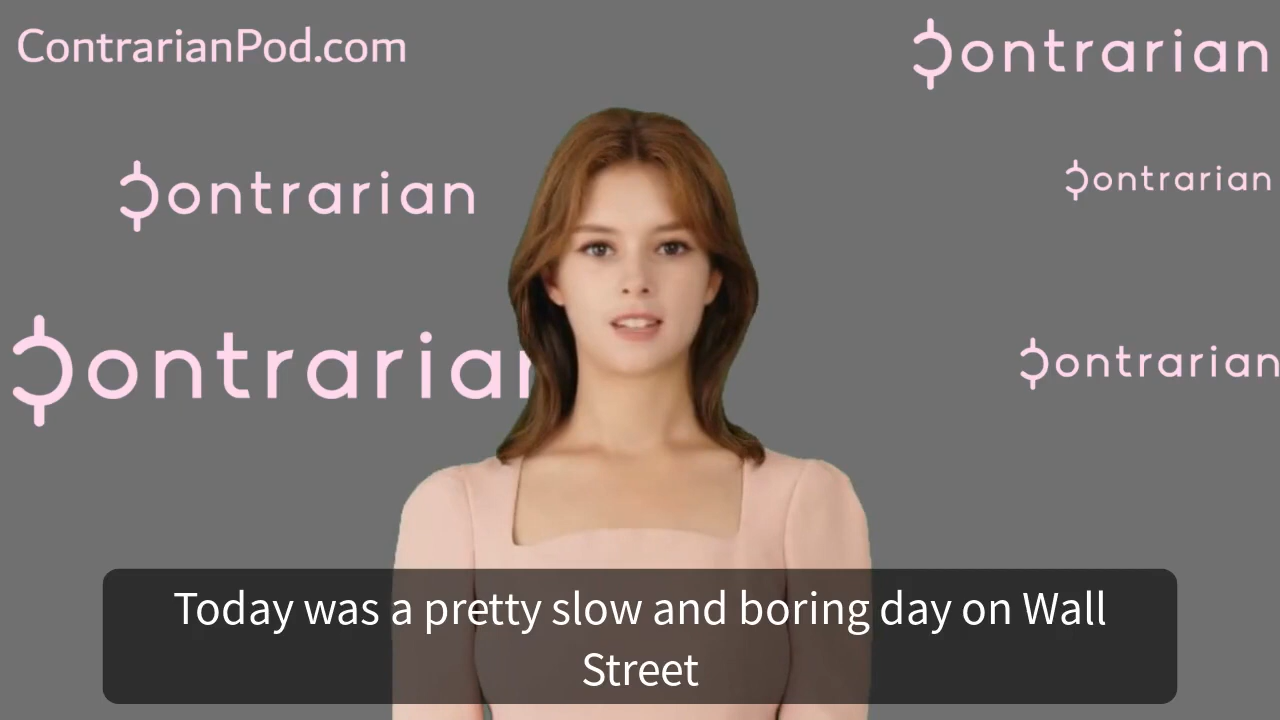 ContrarianPod.com
Contrarian
Contrarian
Contrarian
Contrarian
Contrarian
Today was a pretty slow and boring day on Wall
Street